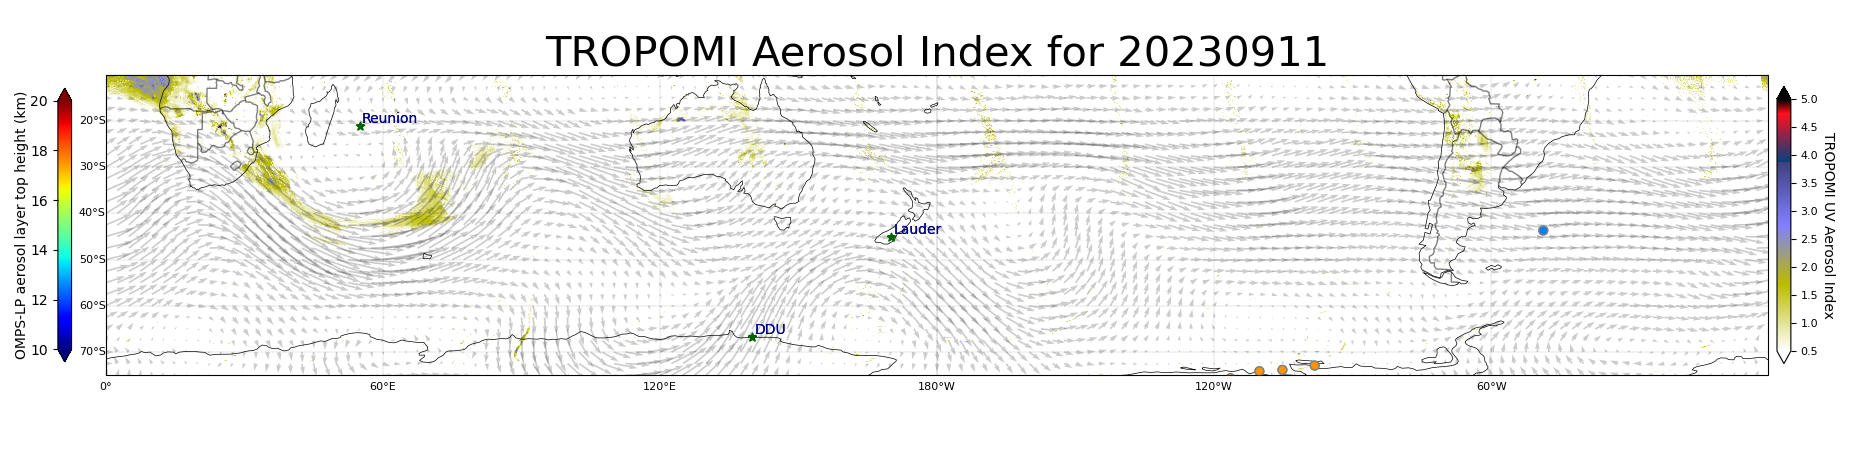 TROPOMI Aerosol Index for 20230911
OMPS-LP aerosol layer top height (km)
20
18
16
14
12
10
20°S
30°S
40°S
50°S
60°S
70°S
Reunion
Lauder
DDU
0°
60°E
120°E
180°W
120°W
60°W
5.0
4.5
4.0
3.5
3.0
2.5
2.0
1.5
1.0
0.5
TROPOMI UV Aerosol Index